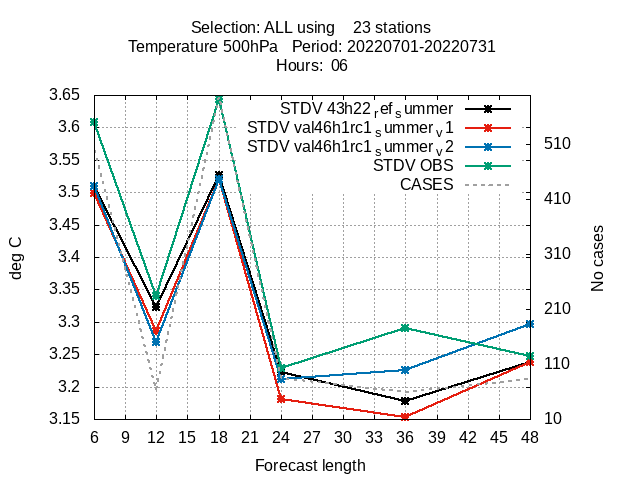 Selection: ALL using 23 stations
Temperature 500hPa Period: 20220701-20220731
Hours: 06
STDV 43h22ᵣefₛummer
STDV val46h1rc1ₛummerᵥ1
STDV val46h1rc1ₛummerᵥ2
STDV OBS
CASES
3.65
3.6
3.55
3.5
3.45
3.4
3.35
3.3
3.25
3.2
3.15
deg C
510
410
310
210
110
10
No cases
6 9 12 15 18 21 24 27 30 33 36 39 42 45 48
Forecast length